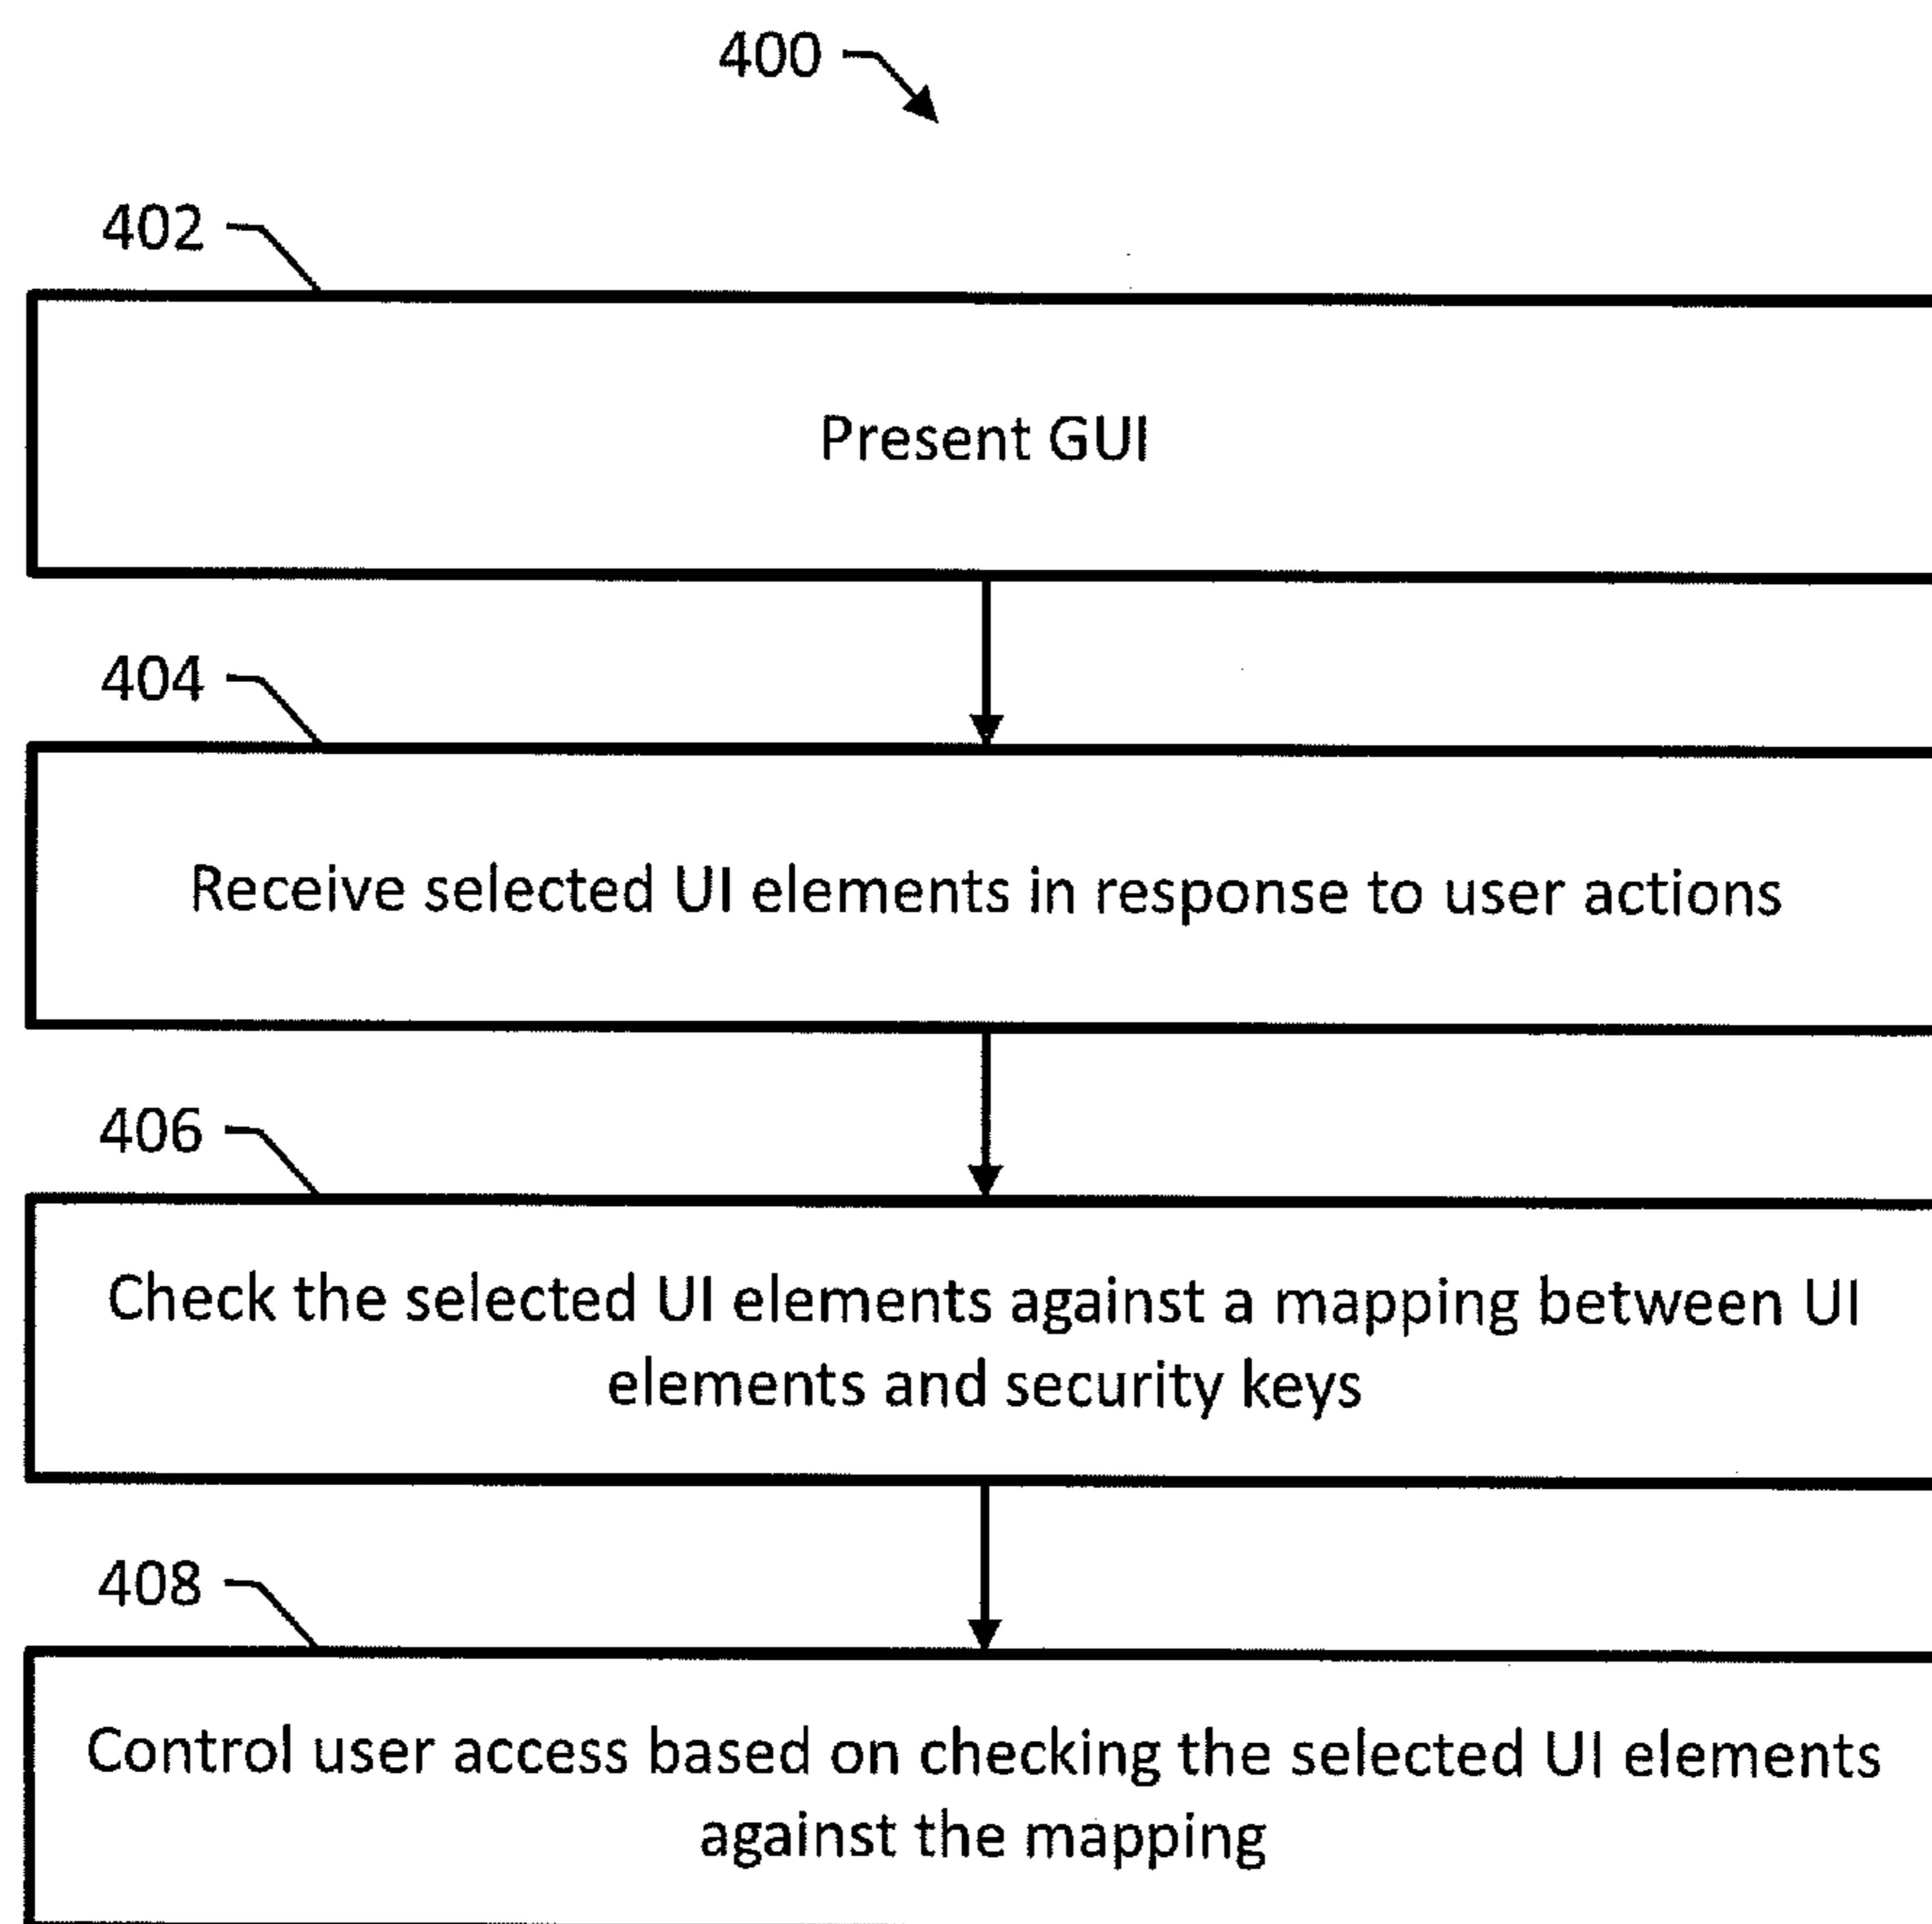 400
402
Present GUI
404
Receive selected UI elements in response to user actions
406
Check the selected UI elements against a mapping between UI
elements and security keys
408
Control user access based on checking the selected UI elements
against the mapping